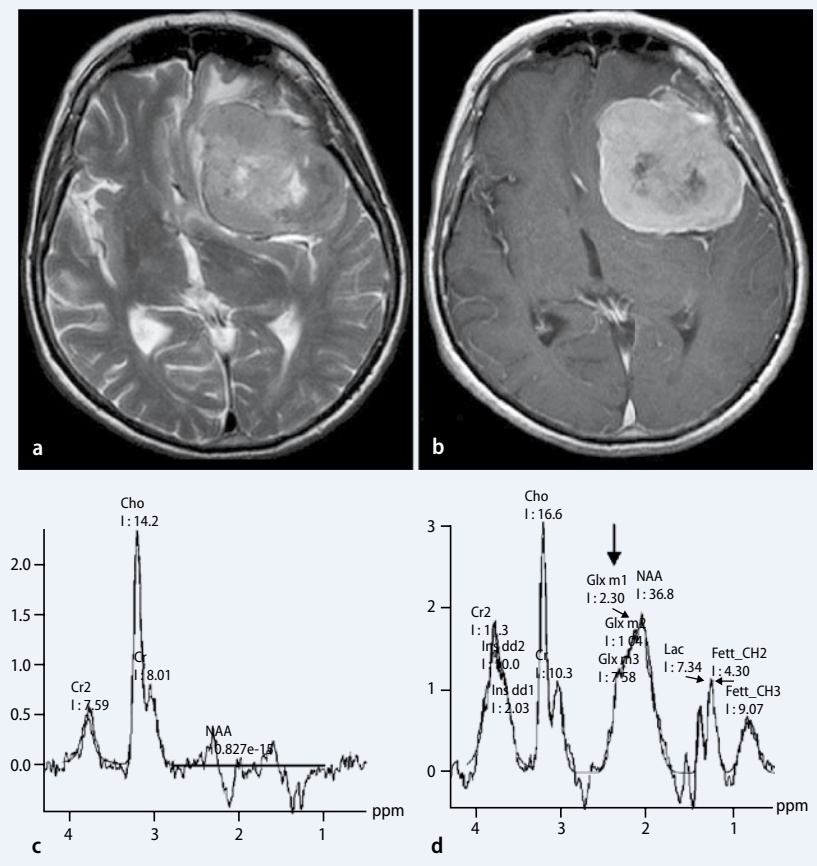 a
b
Cho
I : 14.2
2.0
1.5
1.0
0.5
0.0
Cr
I : 8.01
Cr2
I : 7.59
NAA
4
3
2
1
ppm
c
Cho
I : 16.6
3
2
1
0
Glx m1
I : 2.30
NAA
I : 36.8
Cr2
Ins dd2
Glx m2
I : 1 04
Cr
I : 10.3
Glx m3
I : 7.58
Ins dd1
I : 2.03
Lac
I : 7.34
Fett_CH2
I : 4.30
Fett_CH3
I : 9.07
4
3
2
1
ppm
d